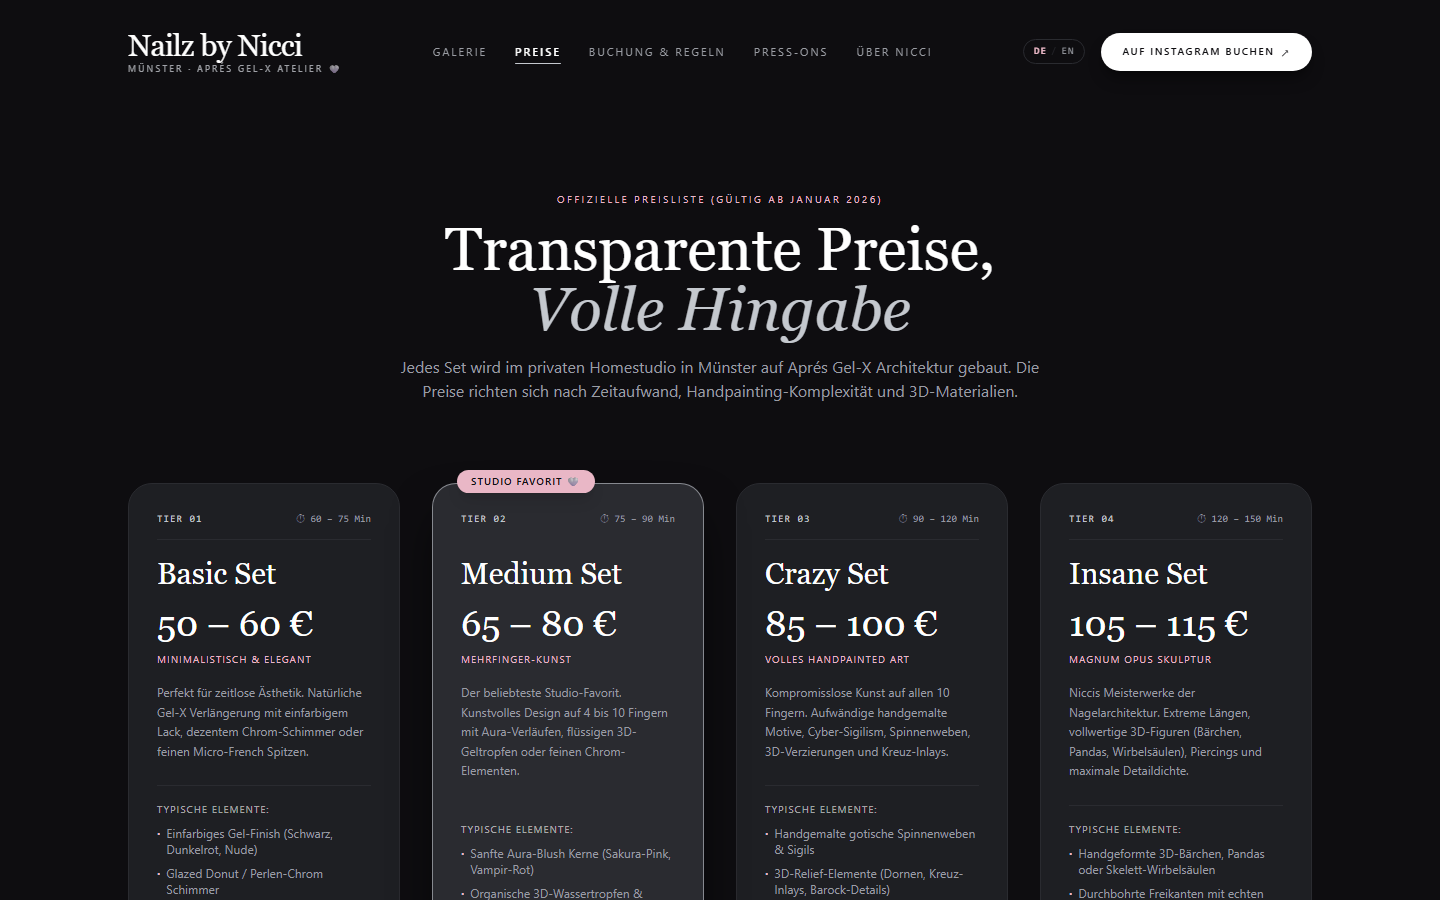 Nailz by Nicci
MÜNSTER · APRÈS GEL-X ATELIER
GALERIE
PREISE
BUCHUNG & REGELN
PRESS-ONS
ÜBER NICCI
DE / EN
AUF INSTAGRAM BUCHEN ↗
OFFIZIELLE PREISLISTE (GÜLTIG AB JANUAR 2026)
Transparente Preise,
Volle Hingabe
Jedes Set wird im privaten Homestudio in Münster auf Aprés Gel-X Architektur gebaut. Die
Preise richten sich nach Zeitaufwand, Handpainting-Komplexität und 3D-Materialien.
TIER 01
60 – 75 Min
Basic Set
50 – 60 €
MINIMALISTISCH & ELEGANT
Perfekt für zeitlose Ästhetik. Natürliche
Gel-X Verlängerung mit einfarbigem
Lack, dezentem Chrom-Schimmer oder
feinen Micro-French Spitzen.
TYPISCHE ELEMENTE:
• Einfarbiges Gel-Finish (Schwarz,
Dunkelrot, Nude)
• Glazed Donut / Perlen-Chrom
Schimmer
STUDIO FAVORIT
TIER 02
75 – 90 Min
Medium Set
65 – 80 €
MEHRFINGER-KUNST
Der beliebteste Studio-Favorit.
Kunstvolles Design auf 4 bis 10 Fingern
mit Aura-Verläufen, flüssigen 3D-
Geltropfen oder feinen Chrom-
Elementen.
TYPISCHE ELEMENTE:
• Sanfte Aura-Blush Kerne (Sakura-Pink,
Vampir-Rot)
• Organische 3D-Wassertropfen &
TIER 03
90 – 120 Min
Crazy Set
85 – 100 €
VOLLES HANDPAINTED ART
Kompromisslose Kunst auf allen 10
Fingern. Aufwändige handgemalte
Motive, Cyber-Sigilism, Spinnenweben,
3D-Verzierungen und Kreuz-Inlays.
TYPISCHE ELEMENTE:
• Handgemalte gotische Spinnenweben
& Sigils
• 3D-Relief-Elemente (Dornen, Kreuz-
Inlays, Barock-Details)
TIER 04
120 – 150 Min
Insane Set
105 – 115 €
MAGNUM OPUS SKULPTUR
Niccis Meisterwerke der
Nagelarchitektur. Extreme Längen,
vollwertige 3D-Figuren (Bärchen,
Pandas, Wirbelsäulen), Piercings und
maximale Detaildichte.
TYPISCHE ELEMENTE:
• Handgeformte 3D-Bärchen, Pandas
oder Skelett-Wirbelsäulen
• Durchbohrte Freikanten mit echten